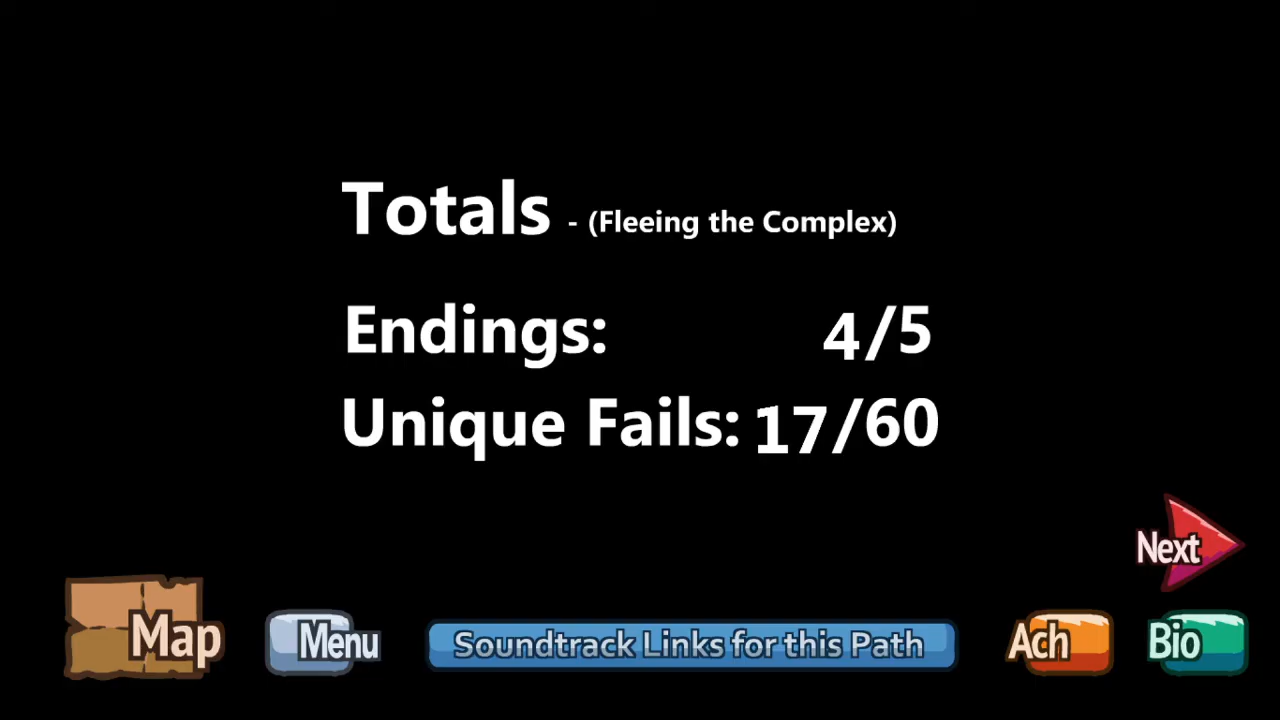 Totals - (Fleeing the Complex)
Endings: 4/5
Unique Fails: 17/60
Next
Map
Menu
Soundtrack Links for this Path
Ach
Bio